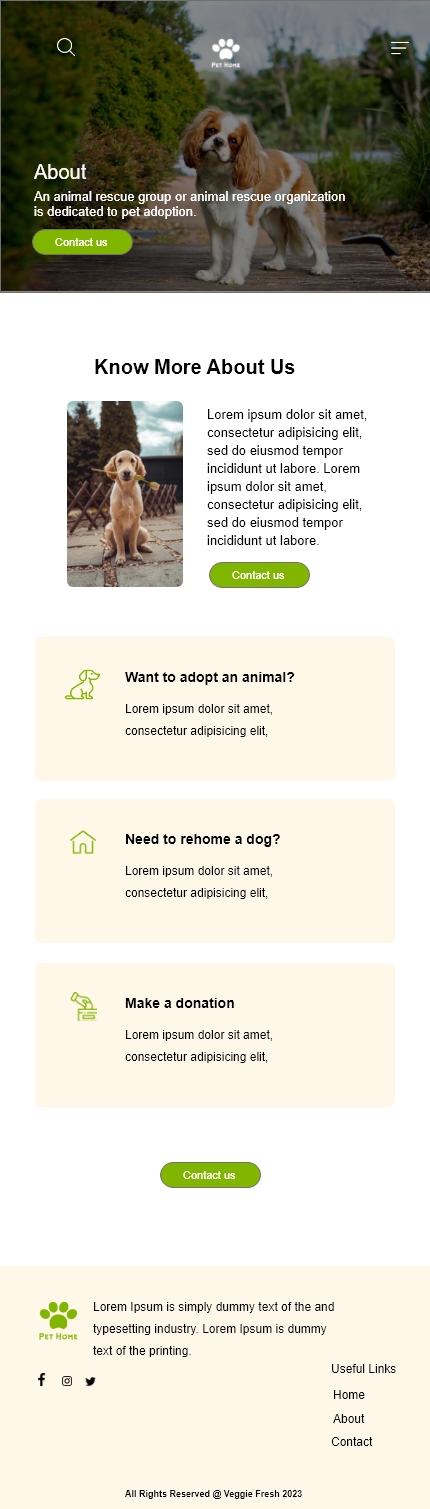 PET HOME
About
An animal rescue group or animal rescue organization
is dedicated to pet adoption.
Contact us
Know More About Us
Lorem ipsum dolor sit amet,
consectetur adipisicing elit,
sed do eiusmod tempor
incididunt ut labore. Lorem
ipsum dolor sit amet,
consectetur adipisicing elit,
sed do eiusmod tempor
incididunt ut labore.
Contact us
Want to adopt an animal?
Lorem ipsum dolor sit amet,
consectetur adipisicing elit,
Need to rehome a dog?
Lorem ipsum dolor sit amet,
consectetur adipisicing elit,
Make a donation
Lorem ipsum dolor sit amet,
consectetur adipisicing elit,
Contact us
PET HOME
Lorem Ipsum is simply dummy text of the and
typesetting industry. Lorem Ipsum is dummy
text of the printing.
Useful Links
Home
About
Contact
All Rights Reserved @ Veggie Fresh 2023